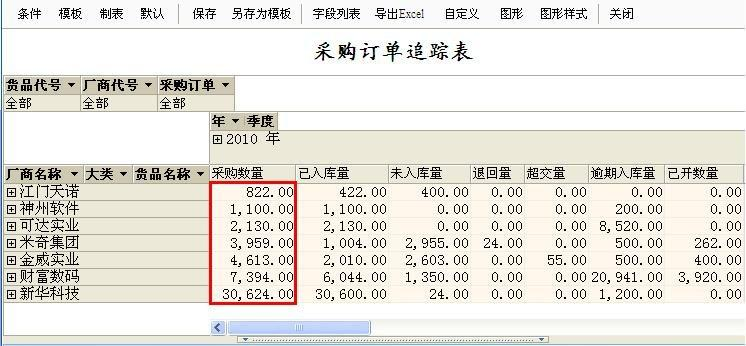 条件 模板 制表 默认 保存 另存为模板 字段列表 导出Excel 自定义 图形 图形样式 关闭
采购订单追踪表
货品代号 厂商代号 采购订单
全部 全部 全部
年 季度
2010 年
厂商名称 大类 货品名称 采购数量 已入库量 未入库量 退回量 超交量 逾期入库量 已开数量
江门天诺 822.00 422.00 400.00 0.00 0.00 0.00 0.00
神州软件 1,100.00 1,100.00 0.00 0.00 0.00 200.00 0.00
可达实业 2,130.00 2,130.00 0.00 0.00 0.00 8,520.00 0.00
米奇集团 3,959.00 1,004.00 2,955.00 24.00 0.00 500.00 262.00
金威实业 4,613.00 2,010.00 2,603.00 0.00 55.00 500.00 400.00
财富数码 7,394.00 6,044.00 1,350.00 0.00 0.00 20,941.00 3,920.00
新华科技 30,624.00 30,600.00 24.00 0.00 0.00 1,200.00 0.00